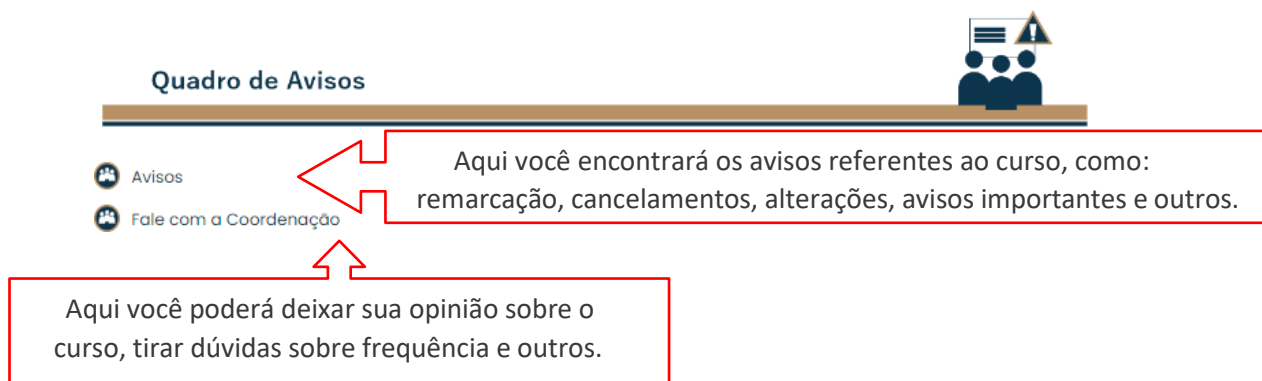 Quadro de Avisos
Avisos
Aqui você encontrará os avisos referentes ao curso, como:
remarcação, cancelamentos, alterações, avisos importantes e outros.
Fale com a Coordenação
Aqui você poderá deixar sua opinião sobre o
curso, tirar dúvidas sobre frequência e outros.